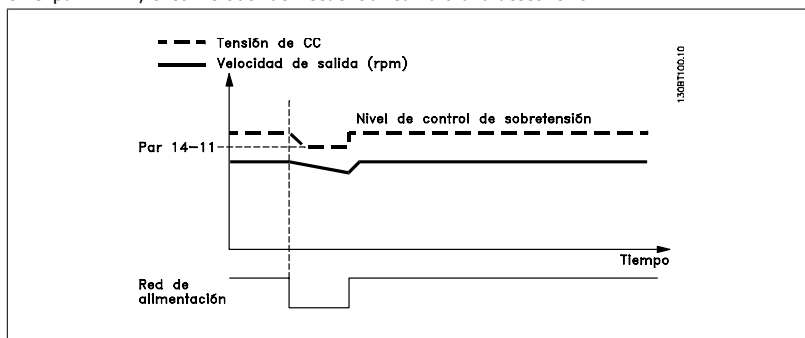 Tensión de CC
Velocidad de salida (rpm)
130BT100.10
Nivel de control de sobretensión
Par 14-11
Tiempo
Red de
alimentación